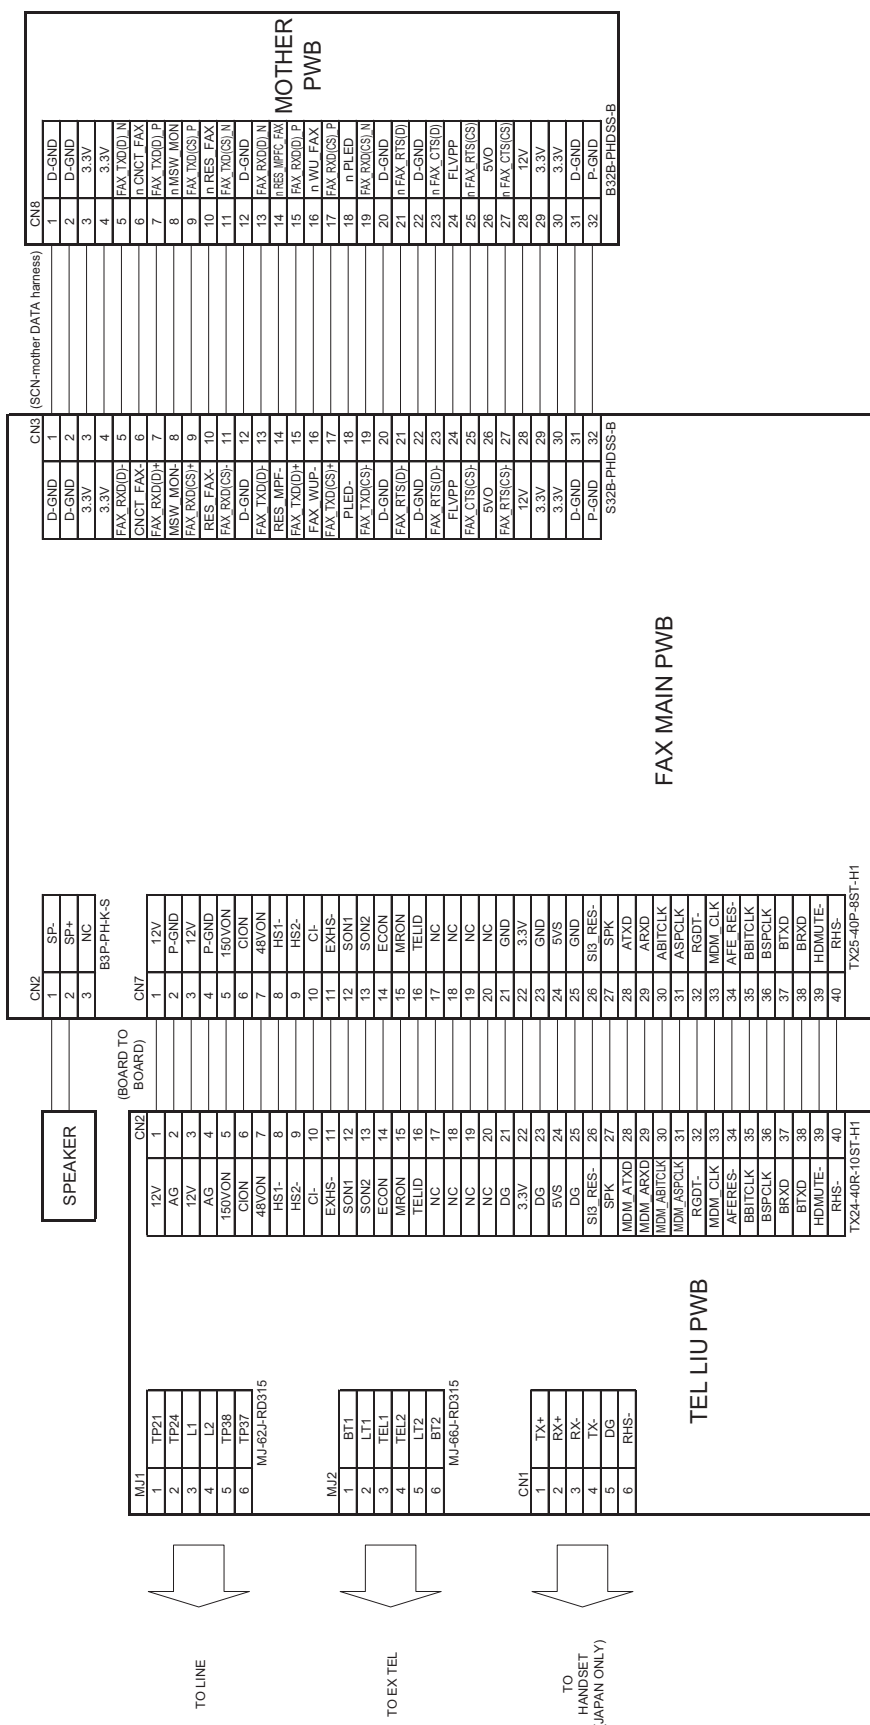 MOTHER
PWB
CN8
1 D-GND
2 D-GND
3 3.3V
4 3.3V
5 FAX_TXD(D)_N
6 n CNCT_FAX
7 FAX_TXD(D)_P
8 n MSW_MON
9 FAX_TXD(CS)_P
10 n RES_FAX
11 FAX_TXD(CS)_N
12 D-GND
13 FAX_RXD(D)_N
14 n RES_MPFC_FAX
15 FAX_RXD(D)_P
16 n WU_FAX
17 FAX_RXD(CS)_P
18 n PLED
19 FAX_RXD(CS)_N
20 D-GND
21 n FAX_RTS(D)
22 D-GND
23 n FAX_CTS(D)
24 FLVPP
25 n FAX_RTS(CS)
26 5VO
27 n FAX_CTS(CS)
28 12V
29 3.3V
30 3.3V
31 D-GND
32 P-GND
B32B-PHDSS-B
(SCN-mother DATA harness)
CN3
D-GND 1
D-GND 2
3.3V 3
3.3V 4
FAX_RXD(D)- 5
CNCT_FAX- 6
FAX_RXD(D)+ 7
MSW_MON- 8
FAX_RXD(CS)+ 9
RES_FAX- 10
FAX_RXD(CS)- 11
D-GND 12
FAX_TXD(D)- 13
RES_MPF- 14
FAX_TXD(D)+ 15
FAX_WUP- 16
FAX_TXD(CS)+ 17
PLED- 18
FAX_TXD(CS)- 19
D-GND 20
FAX_RTS(D)- 21
D-GND 22
FAX_RTS(D)- 23
FLVPP 24
FAX_CTS(CS)- 25
5VO 26
FAX_RTS(CS)- 27
12V 28
3.3V 29
3.3V 30
D-GND 31
P-GND 32
S32B-PHDSS-B
FAX MAIN PWB
CN2
1 SP-
2 SP+
3 NC
B3P-PH-K-S
CN7
1 12V
2 P-GND
3 12V
4 P-GND
5 150VON
6 CION
7 48VON
8 HS1-
9 HS2-
10 CI-
11 EXHS-
12 SON1
13 SON2
14 ECON
15 MRON
16 TELID
17 NC
18 NC
19 NC
20 NC
21 GND
22 3.3V
23 GND
24 5VS
25 GND
26 SI3_RES-
27 SPK
28 ATXD
29 ARXD
30 ABITCLK
31 ASPCLK
32 RGDT-
33 MDM_CLK
34 AFE_RES-
35 BBITCLK
36 BSPCLK
37 BTXD
38 BRXD
39 HDMUTE-
40 RHS-
TX25-40P-8ST-H1
SPEAKER
(BOARD TO
BOARD)
CN2
12V 1
AG 2
12V 3
AG 4
150VON 5
CION 6
48VON 7
HS1- 8
HS2- 9
CI- 10
EXHS- 11
SON1 12
SON2 13
ECON 14
MRON 15
TELID 16
NC 17
NC 18
NC 19
NC 20
DG 21
3.3V 22
DG 23
5VS 24
DG 25
SI3_RES- 26
SPK 27
MDM_ATXD 28
MDM_ARXD 29
MDM_ABITCLK 30
MDM_ASPCLK 31
RGDT- 32
MDM_CLK 33
AFERES- 34
BBITCLK 35
BSPCLK 36
BRXD 37
BTXD 38
HDMUTE- 39
RHS- 40
TX24-40R-10ST-H1
TEL LIU PWB
MJ1
1 TP21
2 TP24
3 L1
4 L2
5 TP38
6 TP37
MJ-62J-RD315
MJ2
1 BT1
2 LT1
3 TEL1
4 TEL2
5 LT2
6 BT2
MJ-66J-RD315
CN1
1 TX+
2 RX+
3 RX-
4 TX-
5 DG
6 RHS-
TO LINE
TO EX TEL
TO
HANDSET
(JAPAN ONLY)